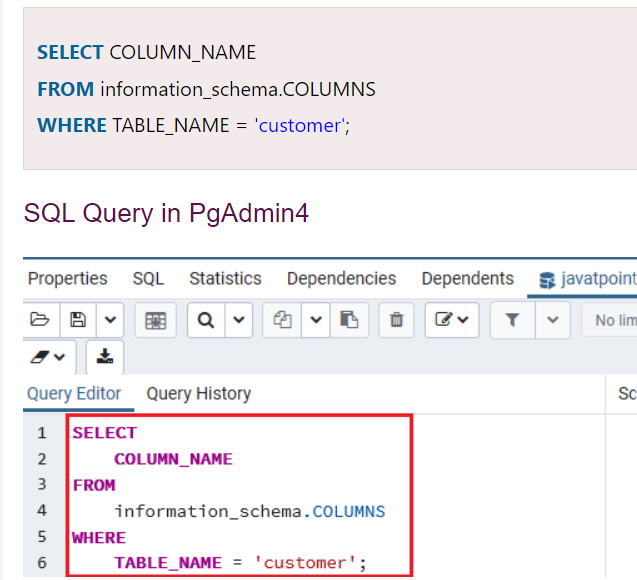 SELECT COLUMN_NAME
FROM information_schema.COLUMNS
WHERE TABLE_NAME = 'customer';
SQL Query in PgAdmin4
Properties SQL Statistics Dependencies Dependents javatpoint
No lim
Query Editor Query History Sc
1 SELECT
2 COLUMN_NAME
3 FROM
4 information_schema.COLUMNS
5 WHERE
6 TABLE_NAME = 'customer';